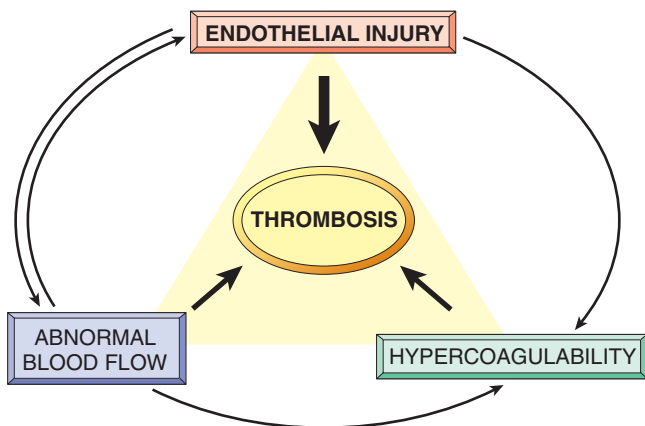 ENDOTHELIAL INJURY
THROMBOSIS
ABNORMAL
BLOOD FLOW
HYPERCOAGULABILITY